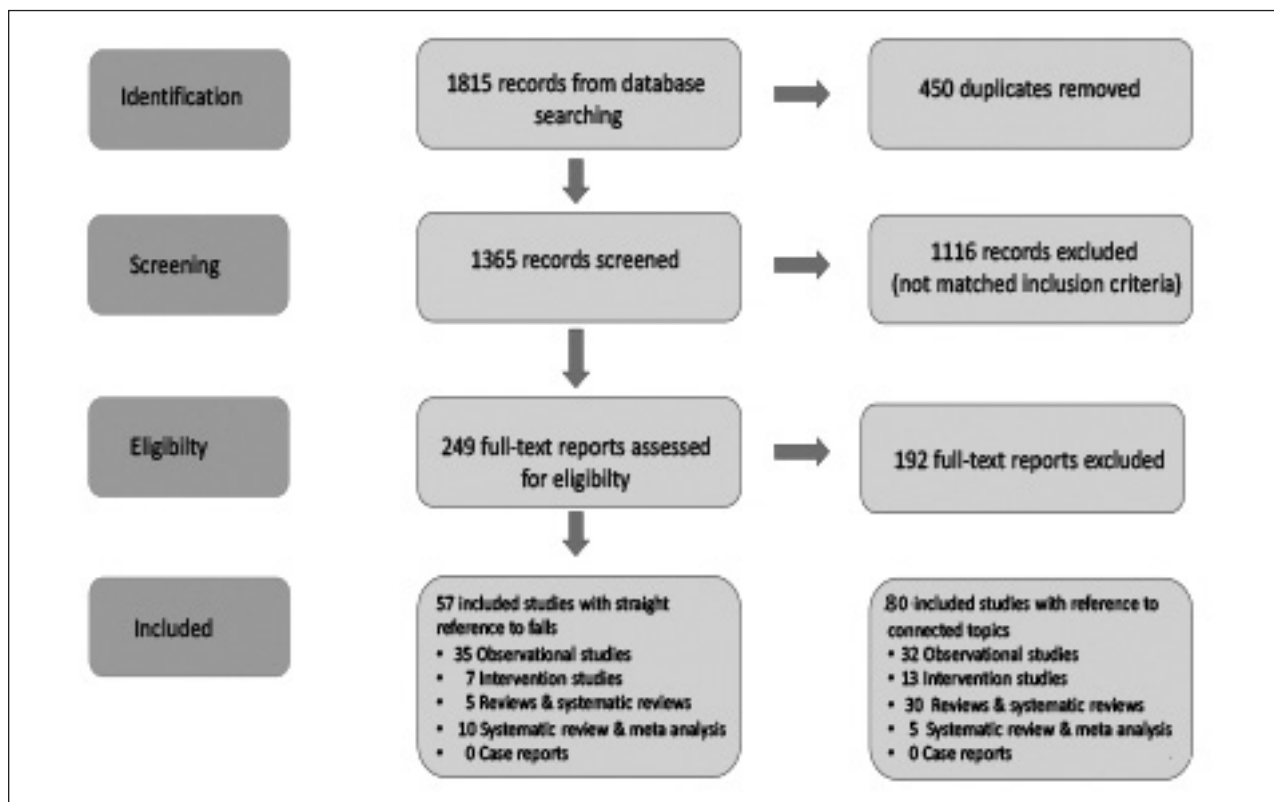 Identification
1815 records from database
searching
450 duplicates removed
Screening
1365 records screened
1116 records excluded
(not matched inclusion criteria)
Eligibilty
249 full-text reports assessed
for eligibilty
192 full-text reports excluded
Included
57 included studies with straight
reference to falls
• 35 Observational studies
• 7 Intervention studies
• 5 Reviews & systematic reviews
• 10 Systematic review & meta analysis
• 0 Case reports
80 included studies with reference to
connected topics
• 32 Observational studies
• 13 Intervention studies
• 30 Reviews & systematic reviews
• 5 Systematic review & meta analysis
• 0 Case reports